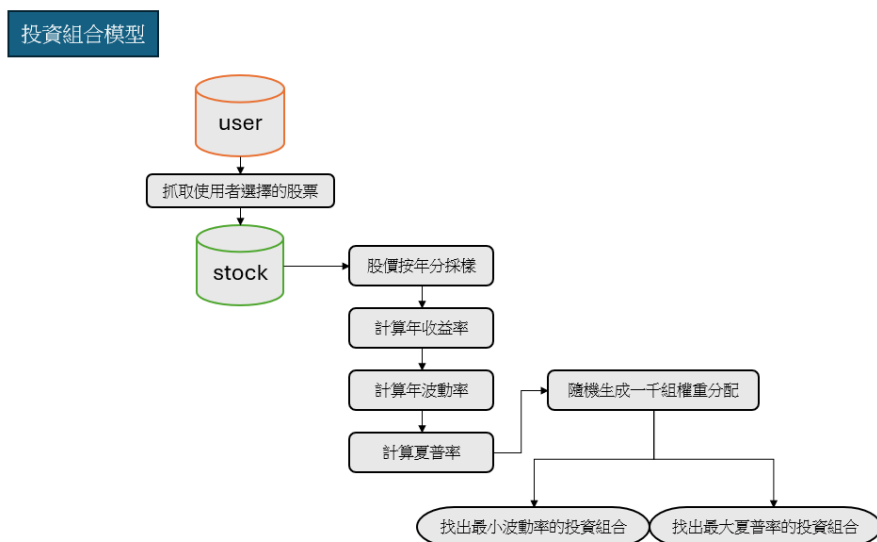 投資組合模型
user
抓取使用者選擇的股票
stock
股價按年分採樣
計算年收益率
計算年波動率
計算夏普率
隨機生成一千組權重分配
找出最小波動率的投資組合
找出最大夏普率的投資組合